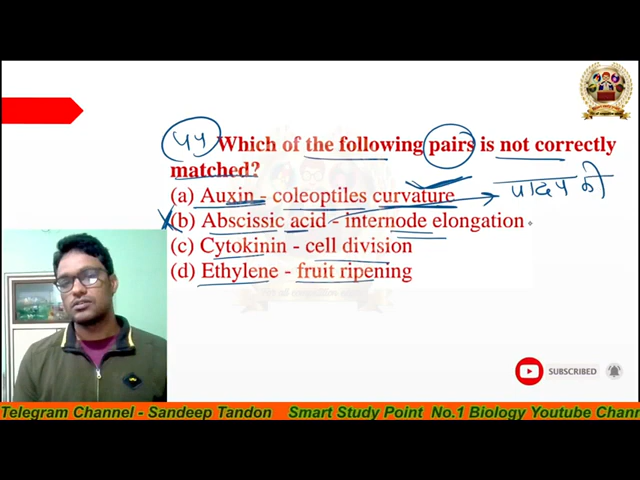 44 Which of the following pairs is not correctly
matched?
(a) Auxin - coleoptiles curvature
पादप की
(b) Abscissic acid - internode elongation
(c) Cytokinin - cell division
(d) Ethylene - fruit ripening
SUBSCRIBED
Telegram Channel - Sandeep Tandon Smart Study Point No.1 Biology Youtube Chann